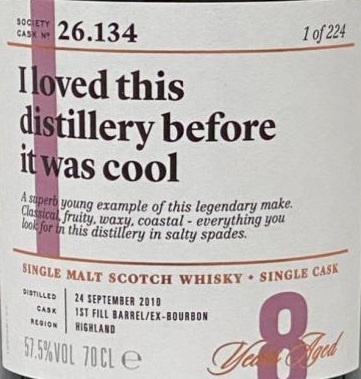 SOCIETY CASK Nº 26.134 1 of 224
I loved this
distillery before
it was cool
A superb young example of this legendary make.
Classical, fruity, waxy, coastal - everything you
look for in this distillery in salty spades.
SINGLE MALT SCOTCH WHISKY • SINGLE CASK
DISTILLED 24 SEPTEMBER 2010
CASK 1ST FILL BARREL/EX-BOURBON
REGION HIGHLAND
57.5%VOL 70CL e
8
Years Aged